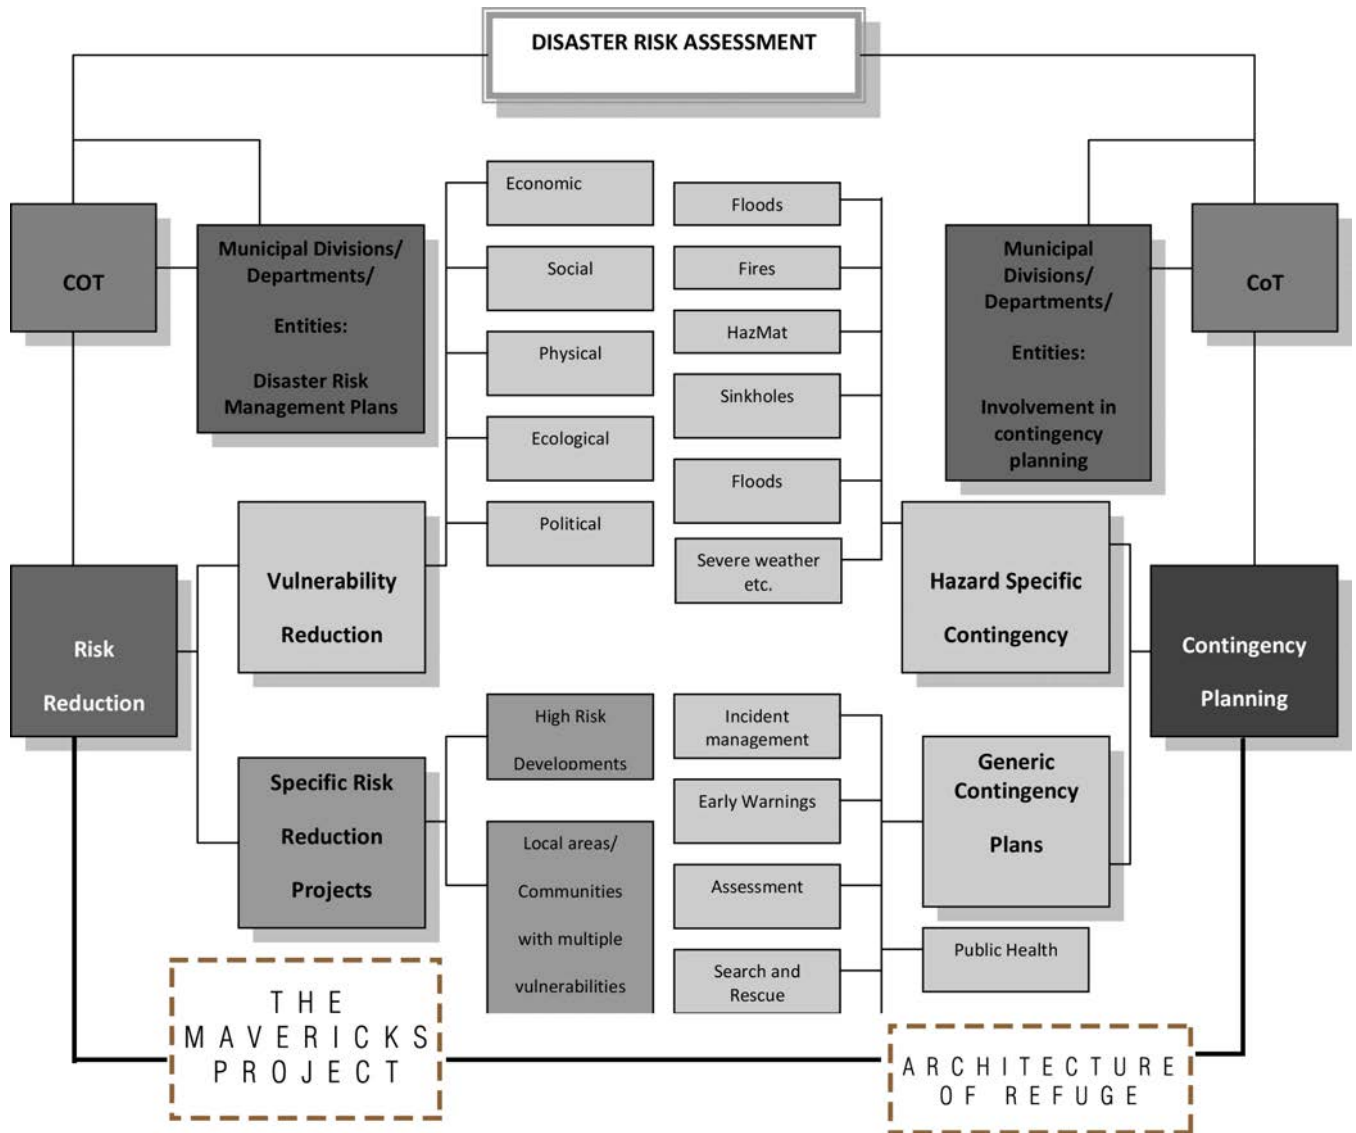 DISASTER RISK ASSESSMENT
COT
Municipal Divisions/
Departments/
Entities:
Disaster Risk
Management Plans
Economic
Social
Physical
Ecological
Political
Floods
Fires
HazMat
Sinkholes
Floods
Severe weather
etc.
Municipal
Divisions/
Departments/
Entities:
Involvement in
contingency
planning
CoT
Risk
Reduction
Vulnerability
Reduction
Hazard Specific
Contingency
Contingency
Planning
Specific Risk
Reduction
Projects
High Risk
Developments
Local areas/
Communities
with multiple
vulnerabilities
Incident
management
Early Warnings
Assessment
Search and
Rescue
Generic
Contingency
Plans
Public Health
THE
MAVERICKS
PROJECT
ARCHITECTURE
OF REFUGE